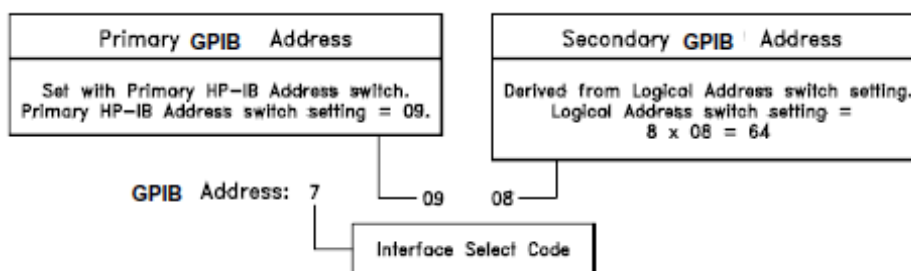 Primary GPIB Address
Set with Primary HP-IB Address switch.
Primary HP-IB Address switch setting = 09.
Secondary GPIB Address
Derived from Logical Address switch setting.
Logical Address switch setting =
8 x 08 = 64
GPIB Address: 7 09 08
Interface Select Code